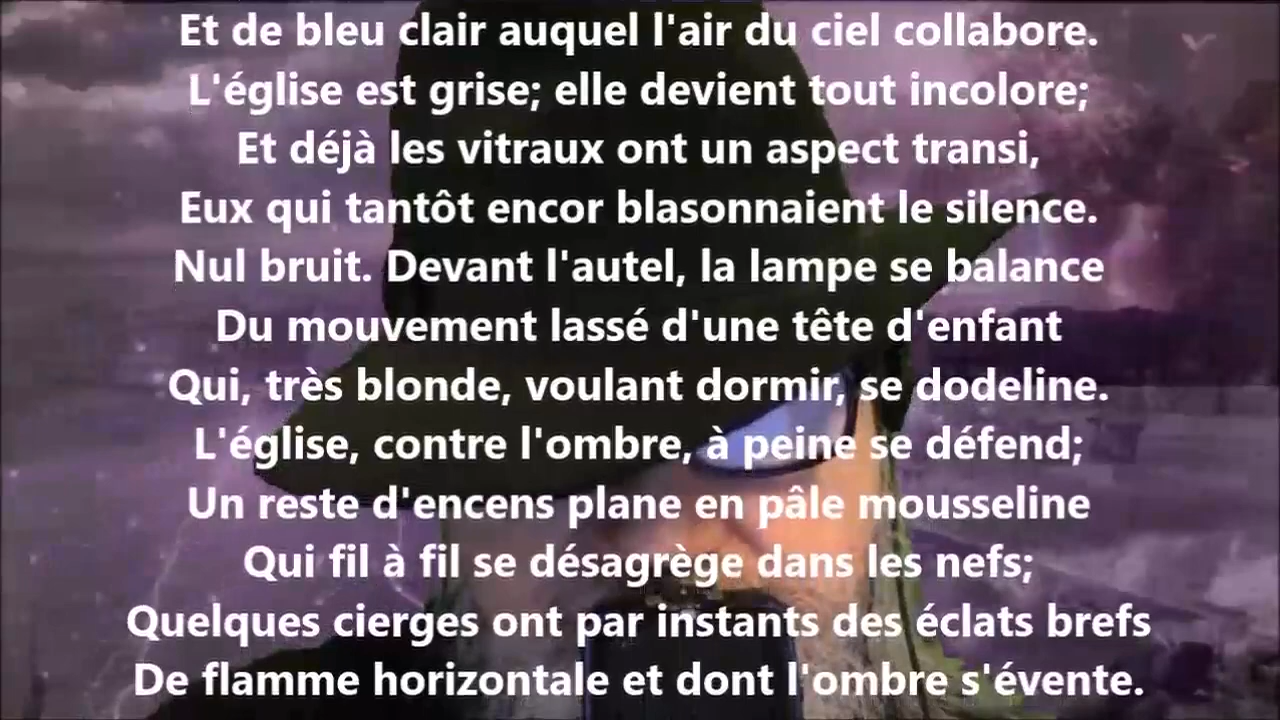 Et de bleu clair auquel l'air du ciel collabore.
L'église est grise; elle devient tout incolore;
Et déjà les vitraux ont un aspect transi,
Eux qui tantôt encor blasonnaient le silence.
Nul bruit. Devant l'autel, la lampe se balance
Du mouvement lassé d'une tête d'enfant
Qui, très blonde, voulant dormir, se dodeline.
L'église, contre l'ombre, à peine se défend;
Un reste d'encens plane en pâle mousseline
Qui fil à fil se désagrège dans les nefs;
Quelques cierges ont par instants des éclats brefs
De flamme horizontale et dont l'ombre s'évente.